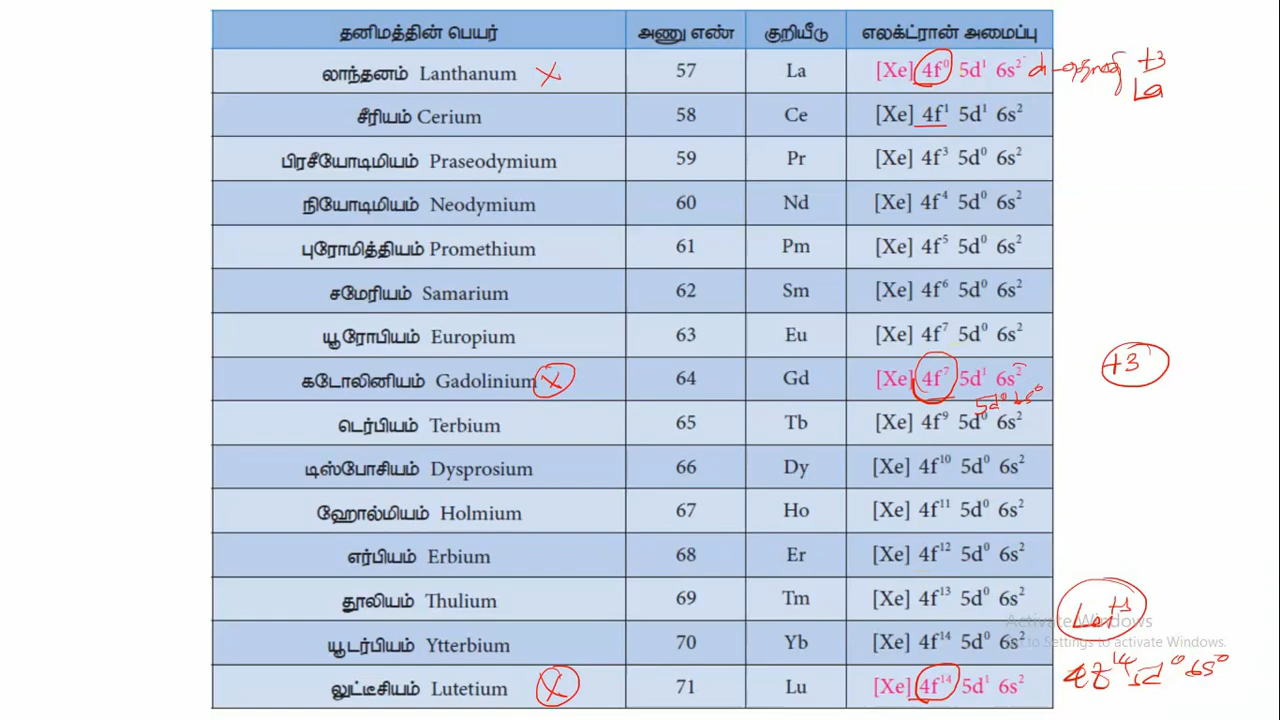 தனிமத்தின் பெயர் அணு எண் குறியீடு எலக்ட்ரான் அமைப்பு
லாந்தனம் Lanthanum X 57 La [Xe] 4f⁰ 5d¹ 6s² d- +3
La
சீரியம் Cerium 58 Ce [Xe] 4f¹ 5d¹ 6s²
பிரசீயோடிமியம் Praseodymium 59 Pr [Xe] 4f³ 5d⁰ 6s²
நியோடிமியம் Neodymium 60 Nd [Xe] 4f⁴ 5d⁰ 6s²
புரோமித்தியம் Promethium 61 Pm [Xe] 4f⁵ 5d⁰ 6s²
சமேரியம் Samarium 62 Sm [Xe] 4f⁶ 5d⁰ 6s²
யூரோபியம் Europium 63 Eu [Xe] 4f⁷ 5d⁰ 6s²
கடோலினியம் Gadolinium X 64 Gd [Xe] 4f⁷ 5d¹ 6s² +3
5d⁰ 6s⁰
டெர்பியம் Terbium 65 Tb [Xe] 4f⁹ 5d⁰ 6s²
டிஸ்போசியம் Dysprosium 66 Dy [Xe] 4f¹⁰ 5d⁰ 6s²
ஹோல்மியம் Holmium 67 Ho [Xe] 4f¹¹ 5d⁰ 6s²
எர்பியம் Erbium 68 Er [Xe] 4f¹² 5d⁰ 6s²
தூலியம் Thulium 69 Tm [Xe] 4f¹³ 5d⁰ 6s²
Activate Windows
யூடர்பியம் Ytterbium 70 Yb [Xe] 4f¹⁴ 5d⁰ 6s²
to Settings to activate Windows.
லுட்டீசியம் Lutetium X 71 Lu [Xe] 4f¹⁴ 5d¹ 6s² 4f¹⁴ 5d⁰ 6s⁰